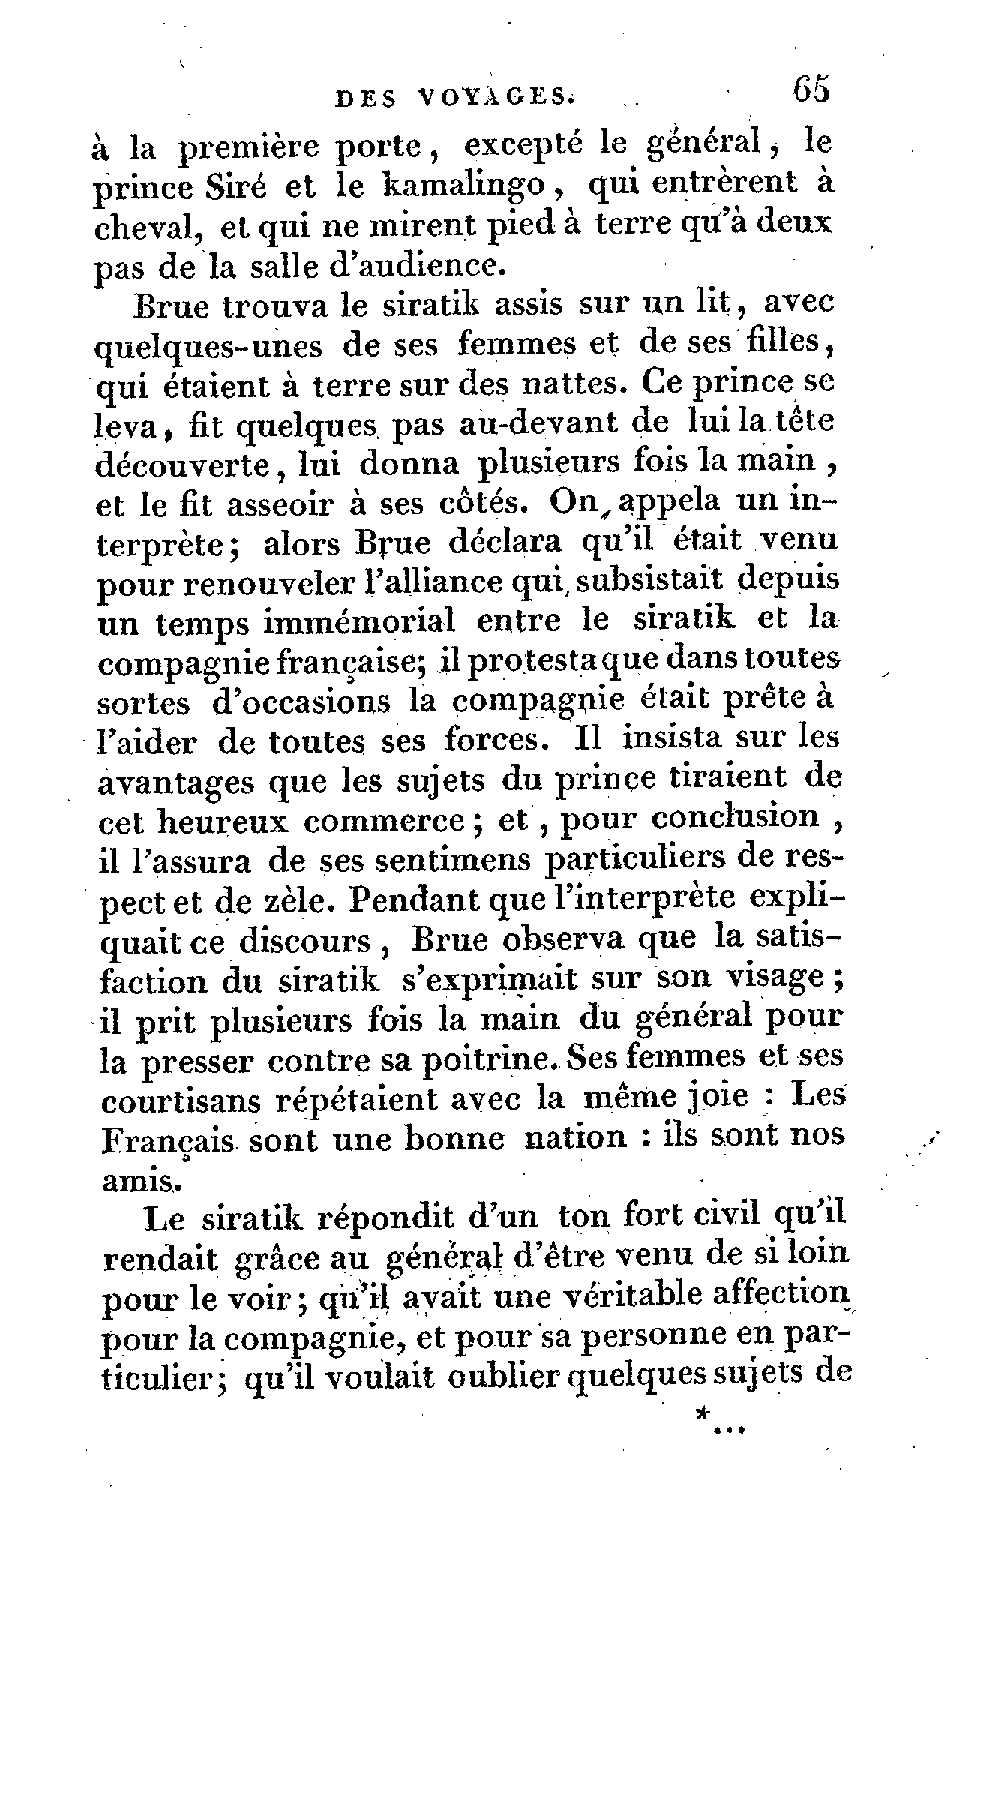 DES VOYAGES. 65
à la première porte, excepté le général, le
prince Siré et le kamalingo, qui entrèrent à
cheval, et qui ne mirent pied à terre qu'à deux
pas de la salle d'audience.
Brue trouva le siratik assis sur un lit, avec
quelques-unes de ses femmes et de ses filles,
qui étaient à terre sur des nattes. Ce prince se
leva, fit quelques pas au-devant de lui la tête
découverte, lui donna plusieurs fois la main,
et le fit asseoir à ses côtés. On appela un in-
terprète; alors Brue déclara qu'il était venu
pour renouveler l'alliance qui subsistait depuis
un temps immémorial entre le siratik et la
compagnie française; il protesta que dans toutes
sortes d'occasions la compagnie était prête à
l'aider de toutes ses forces. Il insista sur les
avantages que les sujets du prince tiraient de
cet heureux commerce; et, pour conclusion,
il l'assura de ses sentimens particuliers de res-
pect et de zèle. Pendant que l'interprète expli-
quait ce discours, Brue observa que la satis-
faction du siratik s'exprimait sur son visage;
il prit plusieurs fois la main du général pour
la presser contre sa poitrine. Ses femmes et ses
courtisans répétaient avec la même joie : Les
Français sont une bonne nation : ils sont nos
amis.
Le siratik répondit d'un ton fort civil qu'il
rendait grâce au général d'être venu de si loin
pour le voir; qu'il avait une véritable affection
pour la compagnie, et pour sa personne en par-
ticulier; qu'il voulait oublier quelques sujets de
*...